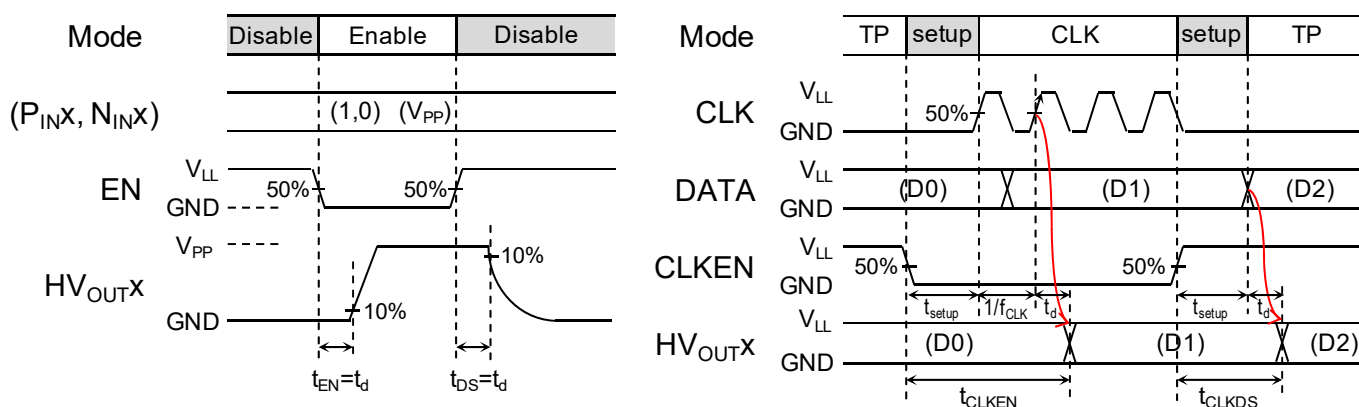 Mode Disable Enable Disable
(PINx, NINx) (1,0) (VPP)
EN VLL 50% 50% GND
HVOUTx VPP 10% 10% GND
tEN=td tDS=td
Mode TP setup CLK setup TP
CLK VLL 50% GND
DATA VLL (D0) (D1) (D2) GND
CLKEN VLL 50% 50% GND
tsetup 1/fCLK td tsetup td
HVOUTx VLL (D0) (D1) (D2) GND
tCLKEN tCLKDS